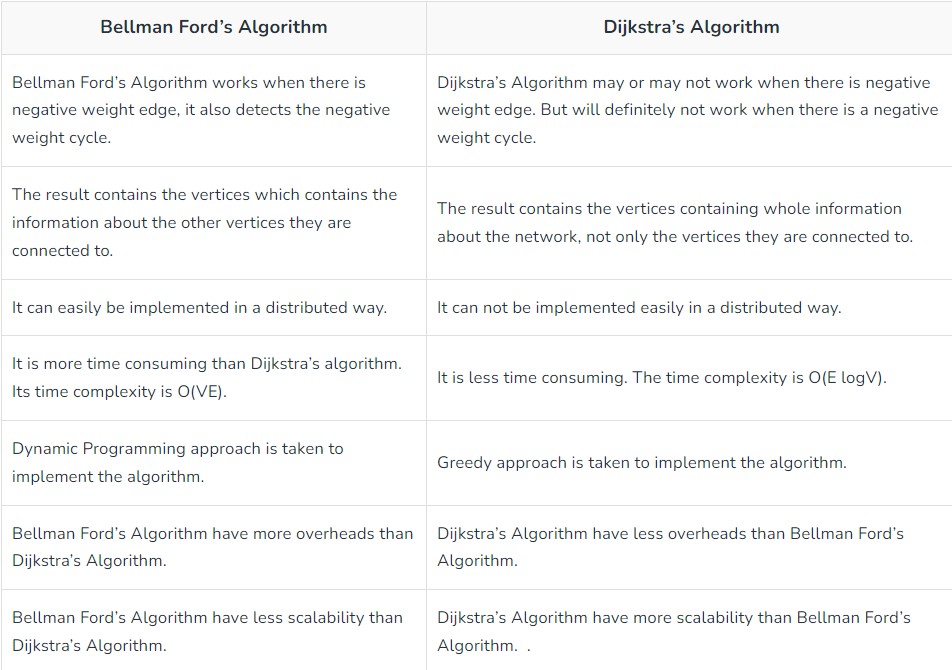 Bellman Ford’s Algorithm
Dijkstra’s Algorithm
Bellman Ford’s Algorithm works when there is
negative weight edge, it also detects the negative
weight cycle.
Dijkstra’s Algorithm may or may not work when there is negative
weight edge. But will definitely not work when there is a negative
weight cycle.
The result contains the vertices which contains the
information about the other vertices they are
connected to.
The result contains the vertices containing whole information
about the network, not only the vertices they are connected to.
It can easily be implemented in a distributed way.
It can not be implemented easily in a distributed way.
It is more time consuming than Dijkstra’s algorithm.
Its time complexity is O(VE).
It is less time consuming. The time complexity is O(E logV).
Dynamic Programming approach is taken to
implement the algorithm.
Greedy approach is taken to implement the algorithm.
Bellman Ford’s Algorithm have more overheads than
Dijkstra’s Algorithm.
Dijkstra’s Algorithm have less overheads than Bellman Ford’s
Algorithm.
Bellman Ford’s Algorithm have less scalability than
Dijkstra’s Algorithm.
Dijkstra’s Algorithm have more scalability than Bellman Ford’s
Algorithm. .